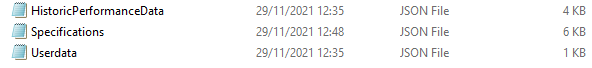 HistoricPerformanceData 29/11/2021 12:35 JSON File 4 KB
Specifications 29/11/2021 12:48 JSON File 6 KB
Userdata 29/11/2021 12:35 JSON File 1 KB